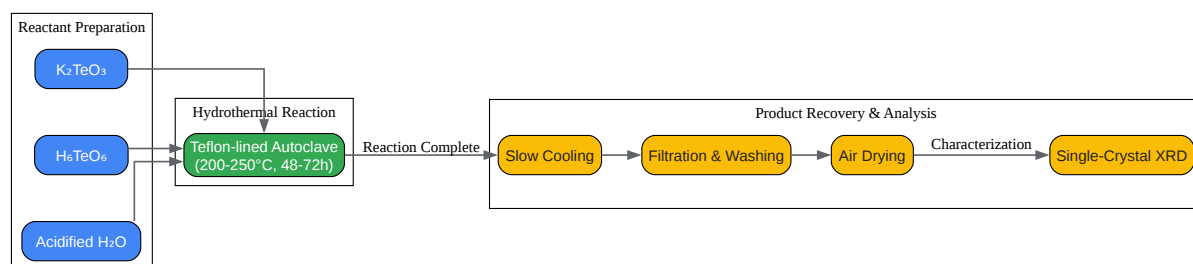 Reactant Preparation
K₂TeO₃
H₆TeO₆
Acidified H₂O
Hydrothermal Reaction
Teflon-lined Autoclave
(200-250°C, 48-72h)
Reaction Complete
Product Recovery & Analysis
Slow Cooling
Filtration & Washing
Air Drying
Characterization
Single-Crystal XRD